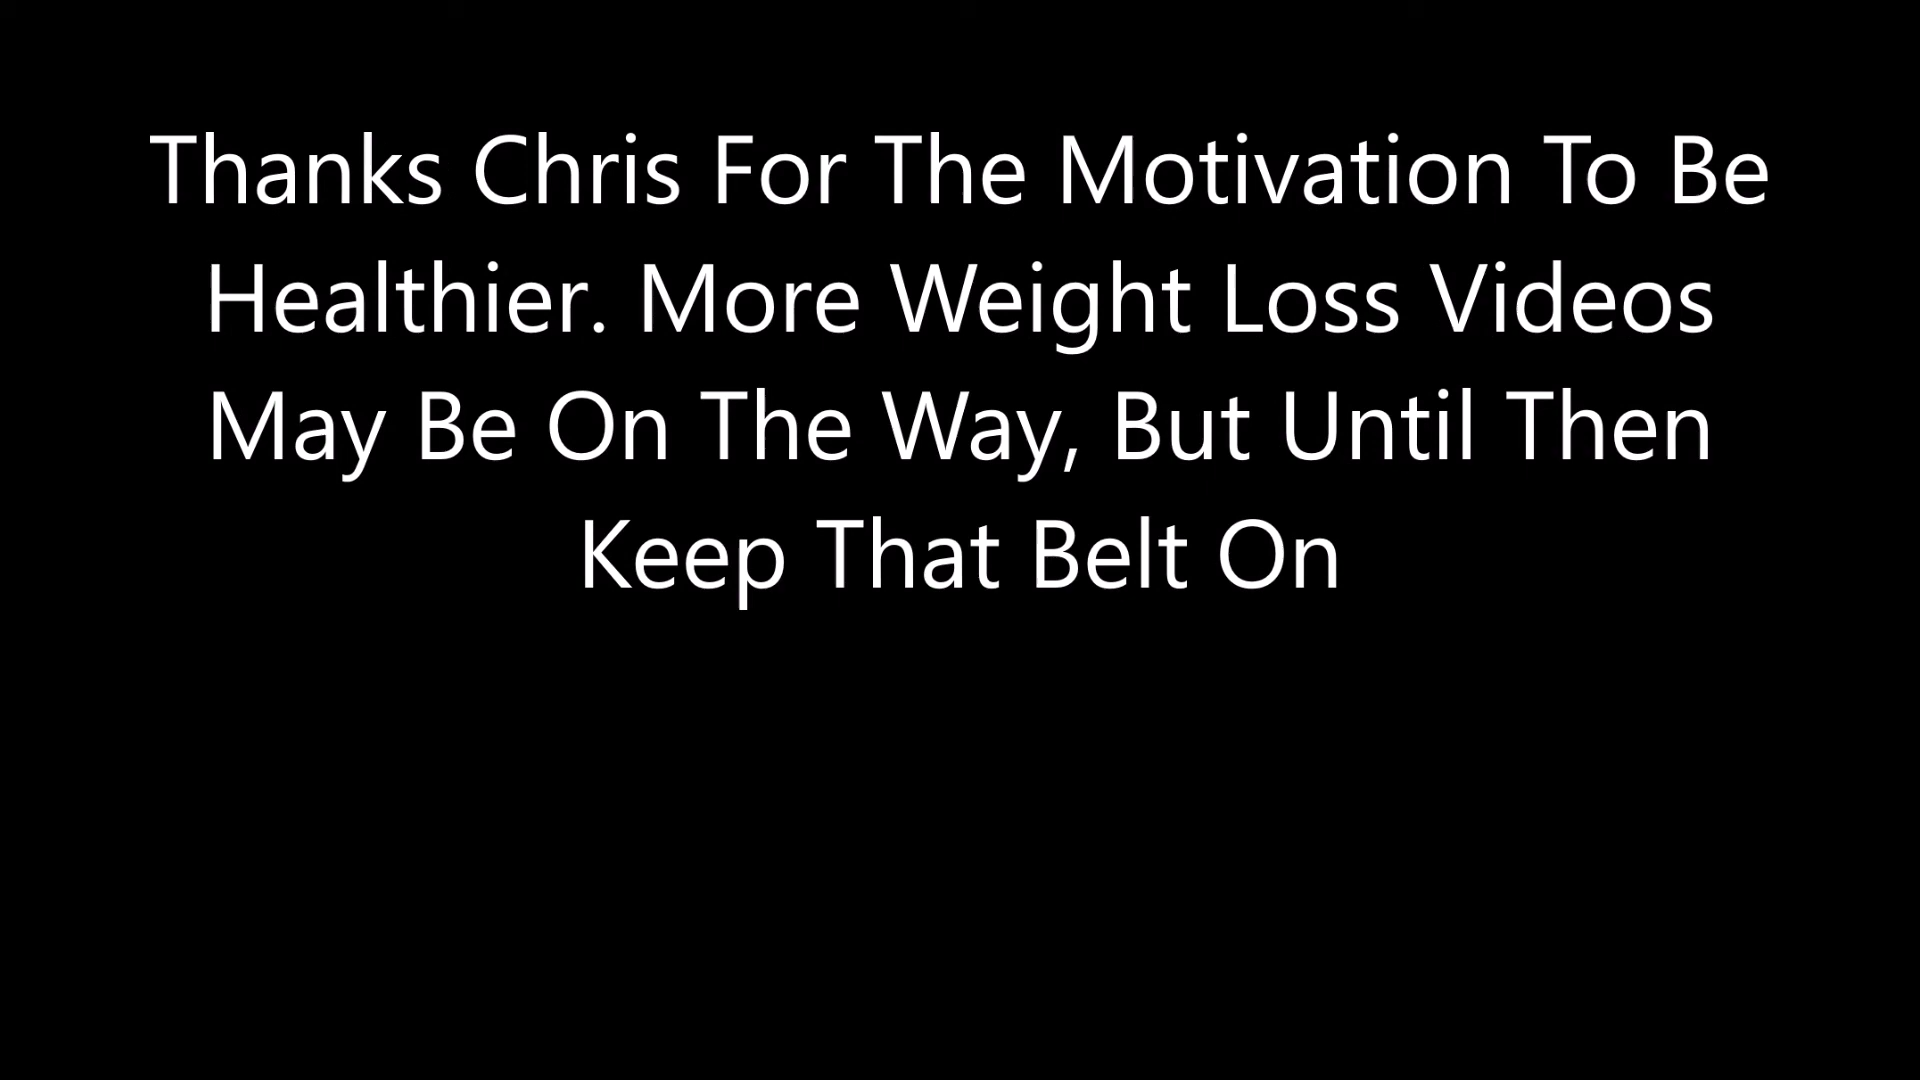 Thanks Chris For The Motivation To Be
Healthier. More Weight Loss Videos
May Be On The Way, But Until Then
Keep That Belt On